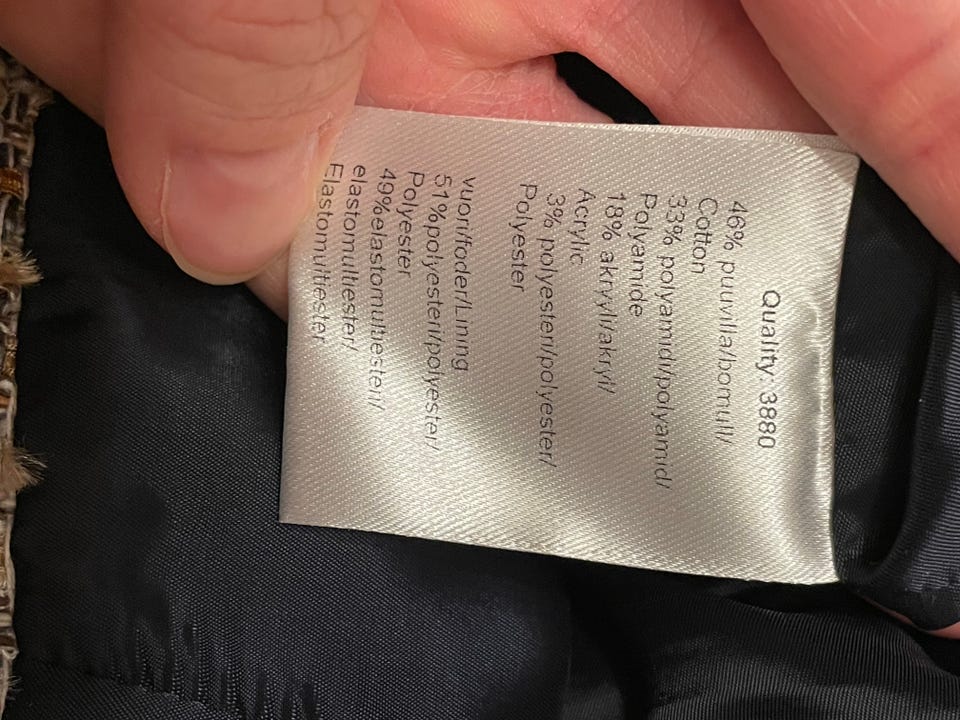 Quality: 3880
46% puuvilla/bomull/
Cotton
33% polyamidi/polyamid/
Polyamide
18% akryyli/akryl/
Acrylic
3% polyesteri/polyester/
Polyester
vuori/foder/Lining
51%polyesteri/polyester/
Polyester
49%elastomultiesteri/
elastomultiester/
Elastomultiester